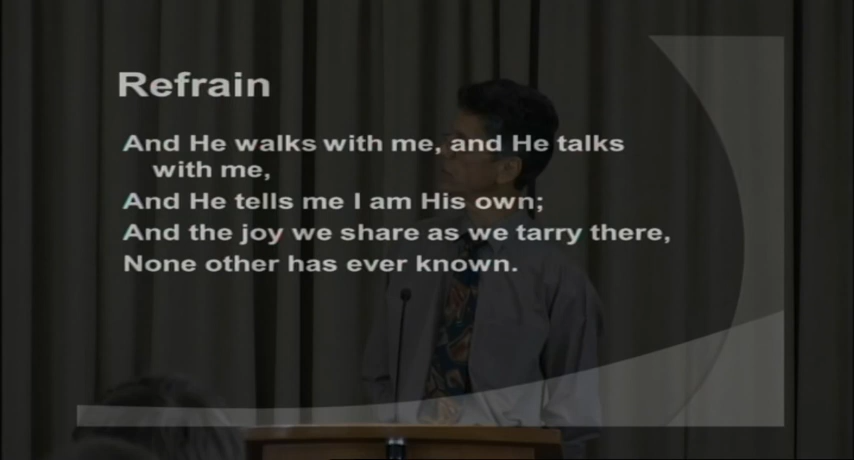 Refrain
And He walks with me, and He talks
with me,
And He tells me I am His own;
And the joy we share as we tarry there,
None other has ever known.